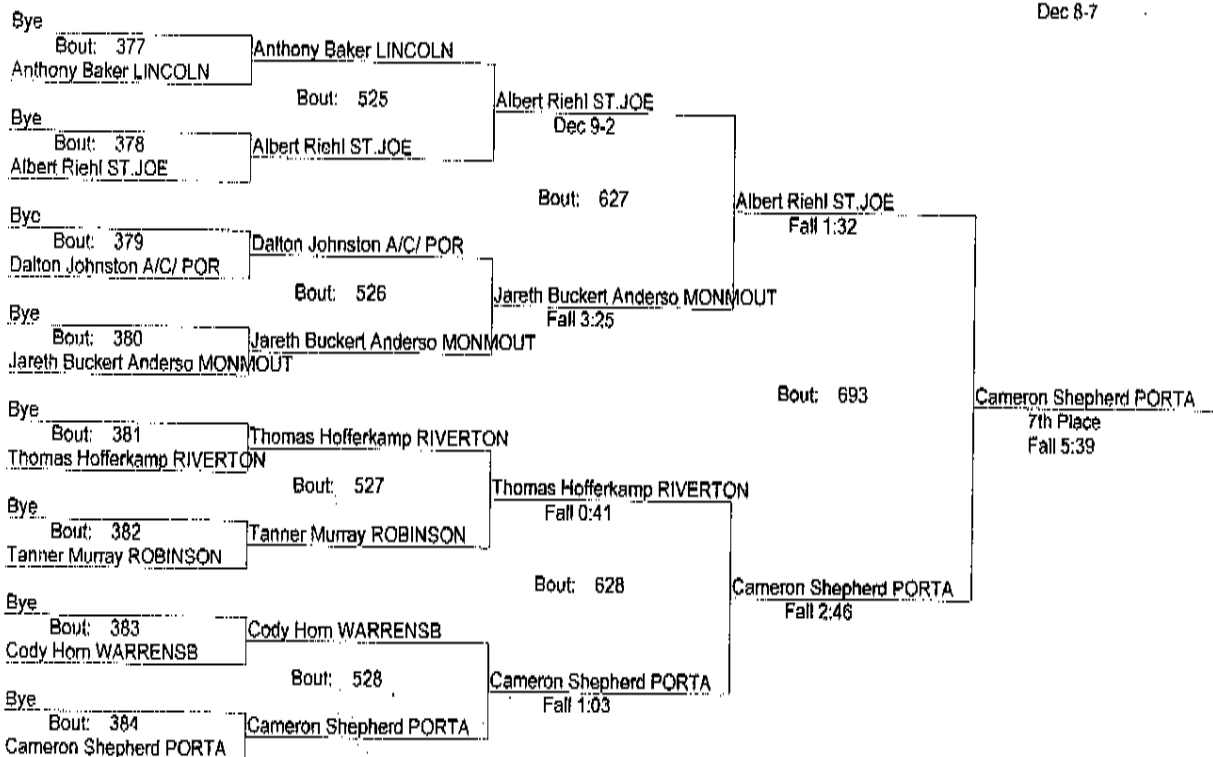 Dec 8-7
Bye
Bout: 377
Anthony Baker LINCOLN
Anthony Baker LINCOLN
Bout: 525
Albert Riehl ST.JOE
Dec 9-2
Bye
Bout: 378
Albert Riehl ST.JOE
Albert Riehl ST.JOE
Bout: 627
Albert Riehl ST.JOE
Fall 1:32
Bye
Bout: 379
Dalton Johnston A/C/ POR
Dalton Johnston A/C/ POR
Bout: 526
Jareth Buckert Anderso MONMOUT
Fall 3:25
Bye
Bout: 380
Jareth Buckert Anderso MONMOUT
Jareth Buckert Anderso MONMOUT
Bout: 693
Cameron Shepherd PORTA
7th Place
Fall 5:39
Bye
Bout: 381
Thomas Hofferkamp RIVERTON
Thomas Hofferkamp RIVERTON
Bout: 527
Thomas Hofferkamp RIVERTON
Fall 0:41
Bye
Bout: 382
Tanner Murray ROBINSON
Tanner Murray ROBINSON
Bout: 628
Cameron Shepherd PORTA
Fall 2:46
Bye
Bout: 383
Cody Horn WARRENSB
Cody Horn WARRENSB
Bout: 528
Cameron Shepherd PORTA
Fall 1:03
Bye
Bout: 384
Cameron Shepherd PORTA
Cameron Shepherd PORTA